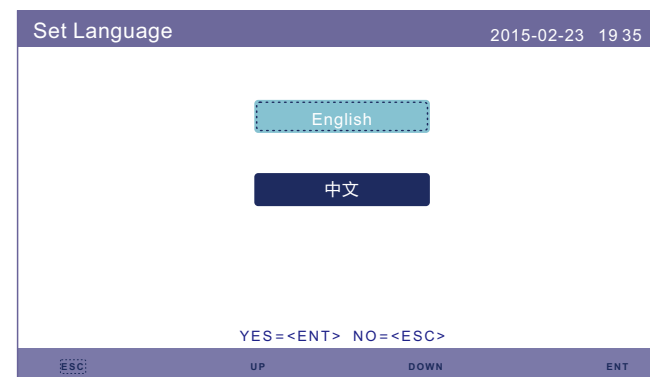 Set Language 2015-02-23 19 35
English
中文
YES=<ENT> NO=<ESC>
ESC UP DOWN ENT